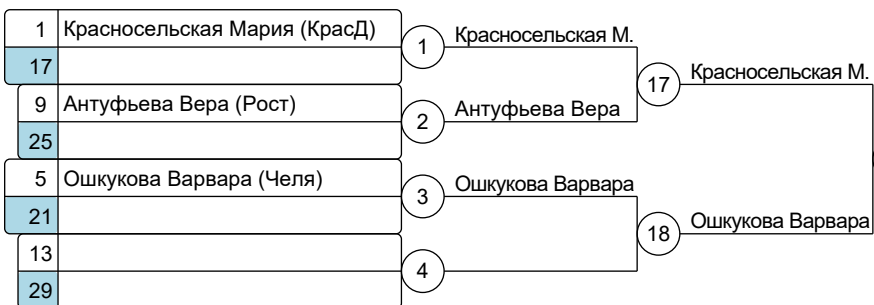 1 Красносельская Мария (КрасД)
17
9 Антуфьева Вера (Рост)
25
5 Ошкукова Варвара (Челя)
21
13
29
1 Красносельская М.
2 Антуфьева Вера
3 Ошкукова Варвара
4
17 Красносельская М.
18 Ошкукова Варвара